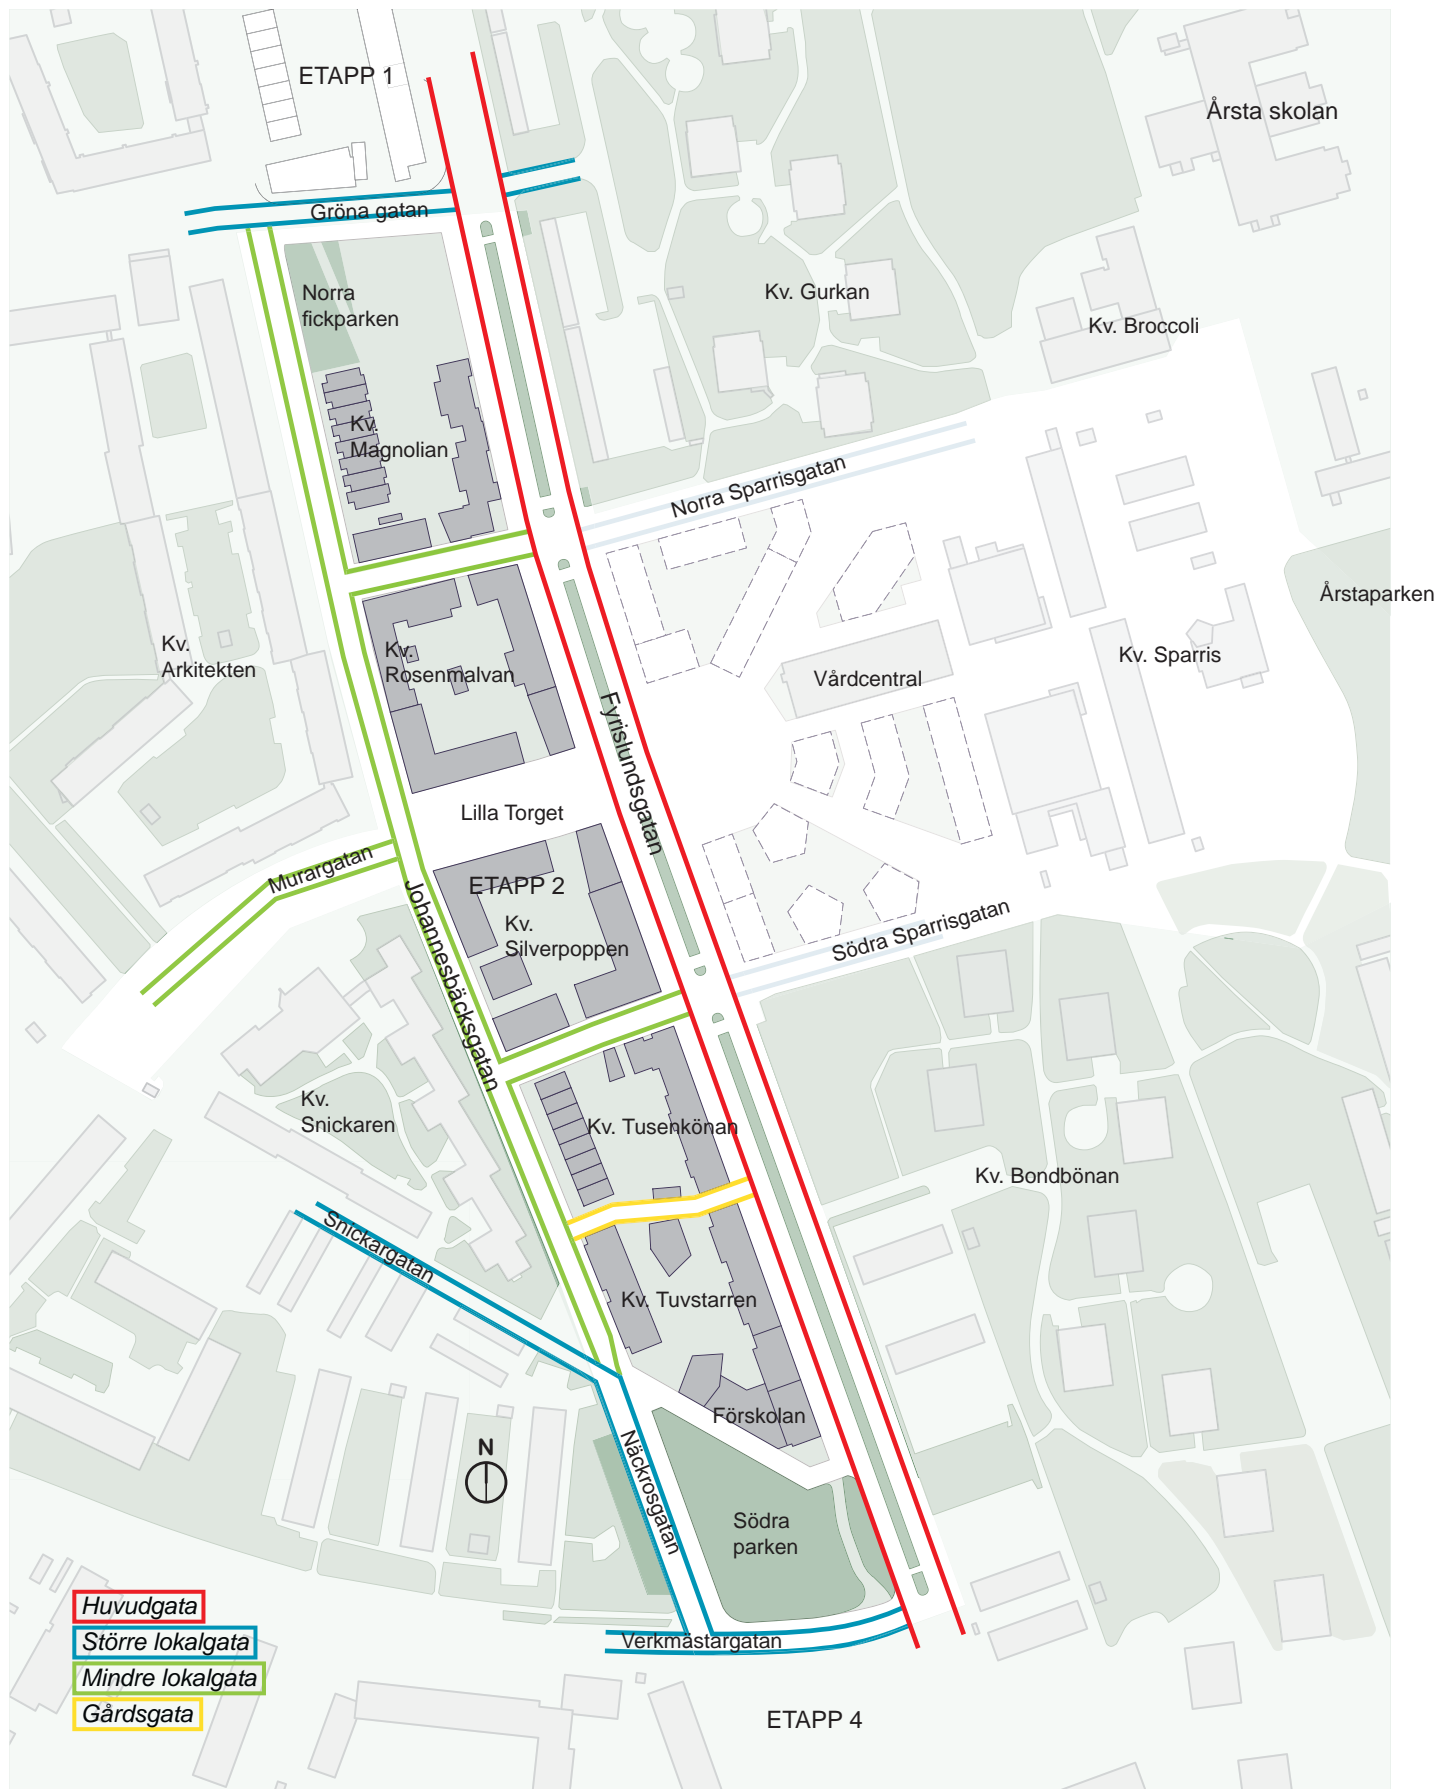 ETAPP 1
Årsta skolan
Gröna gatan
Norra
fickparken
Kv. Gurkan
Kv. Broccoli
Kv.
Magnolian
Norra Sparrisgatan
Årstaparken
Kv.
Arkitekten
Kv.
Rosenmalvan
Kv. Sparris
Vårdcentral
Fyrislundsgatan
Lilla Torget
Murargatan
ETAPP 2
Johannesbäcksgatan
Kv.
Silverpoppen
Södra Sparrisgatan
Kv.
Snickaren
Kv. Tusenkönan
Kv. Bondbönan
Snickargatan
Kv. Tuvstarren
Förskolan
N
Näckrosgatan
Södra
parken
Huvudgata
Större lokalgata
Mindre lokalgata
Gårdsgata
Verkmästargatan
ETAPP 4